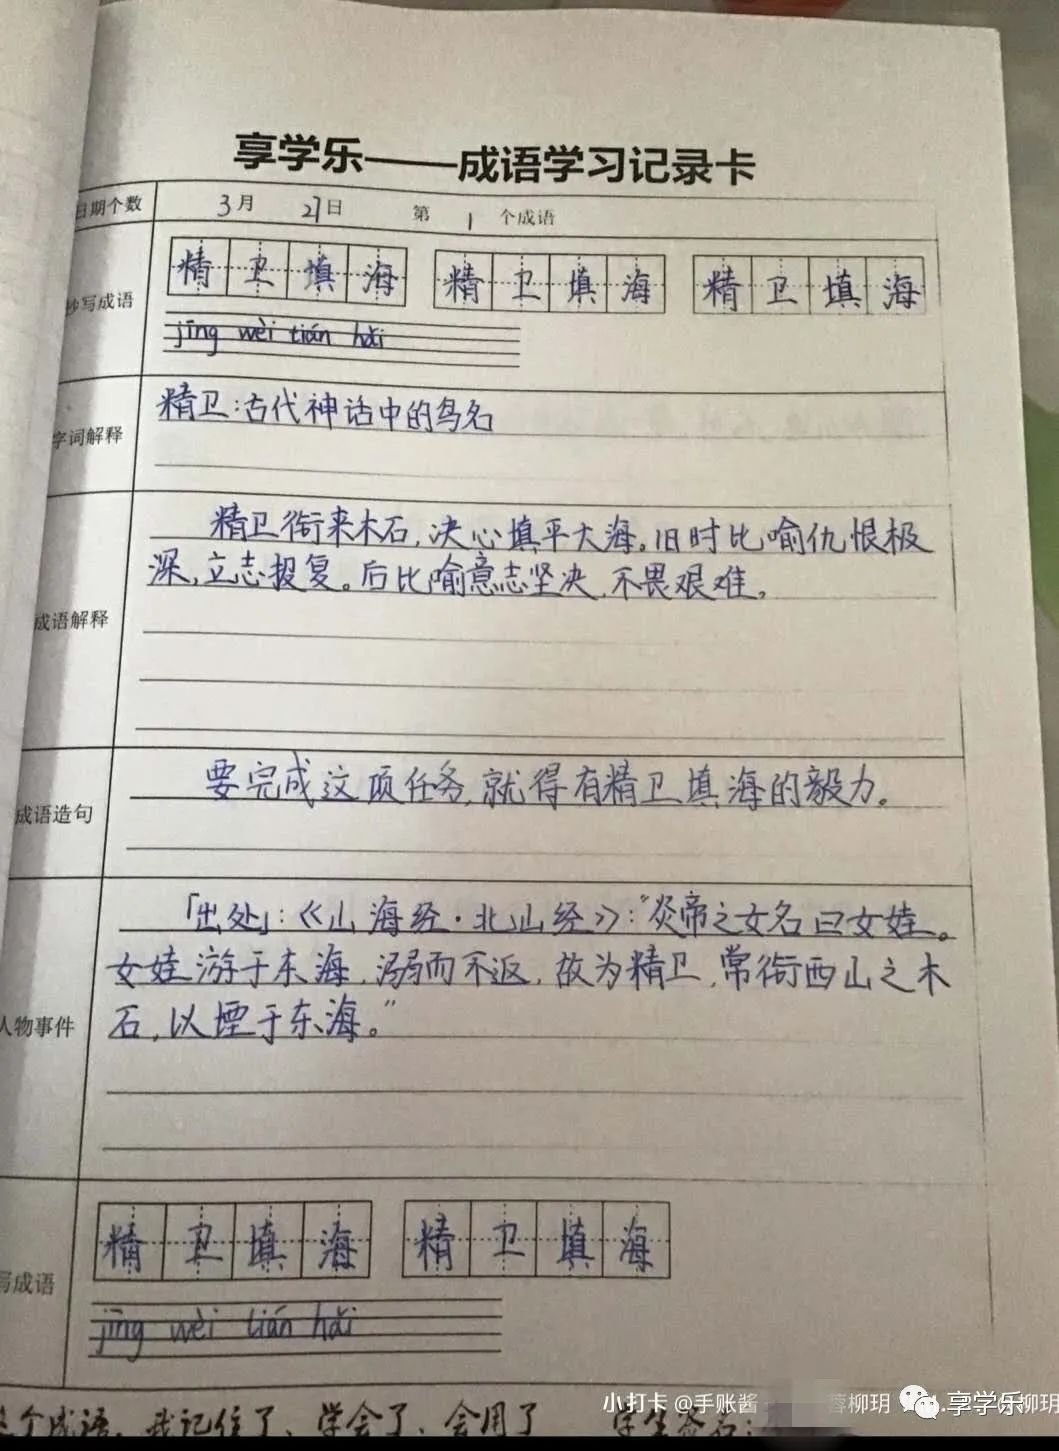 享学乐——成语学习记录卡
日期个数 3月 27日 第 1 个成语
抄写成语 精卫填海 精卫填海 精卫填海
jīng wèi tián hǎi
字词解释 精卫:古代神话中的鸟名
精卫衔来木石,决心填平大海。旧时比喻仇恨极
深,立志报复。后比喻意志坚决,不畏艰难。
成语解释
要完成这项任务,就得有精卫填海的毅力。
成语造句
「出处」:《山海经·北山经》:"炎帝之女名曰女娃。
女娃游于东海,溺而不返,故为精卫,常衔西山之木
石,以堙于东海。"
人物事件
精卫填海 精卫填海
写成语
jīng wèi tián hǎi
个成语,我记住了、学会了、会用了 学生签名:
小打卡 @手账酱 蓉柳玥
享学乐